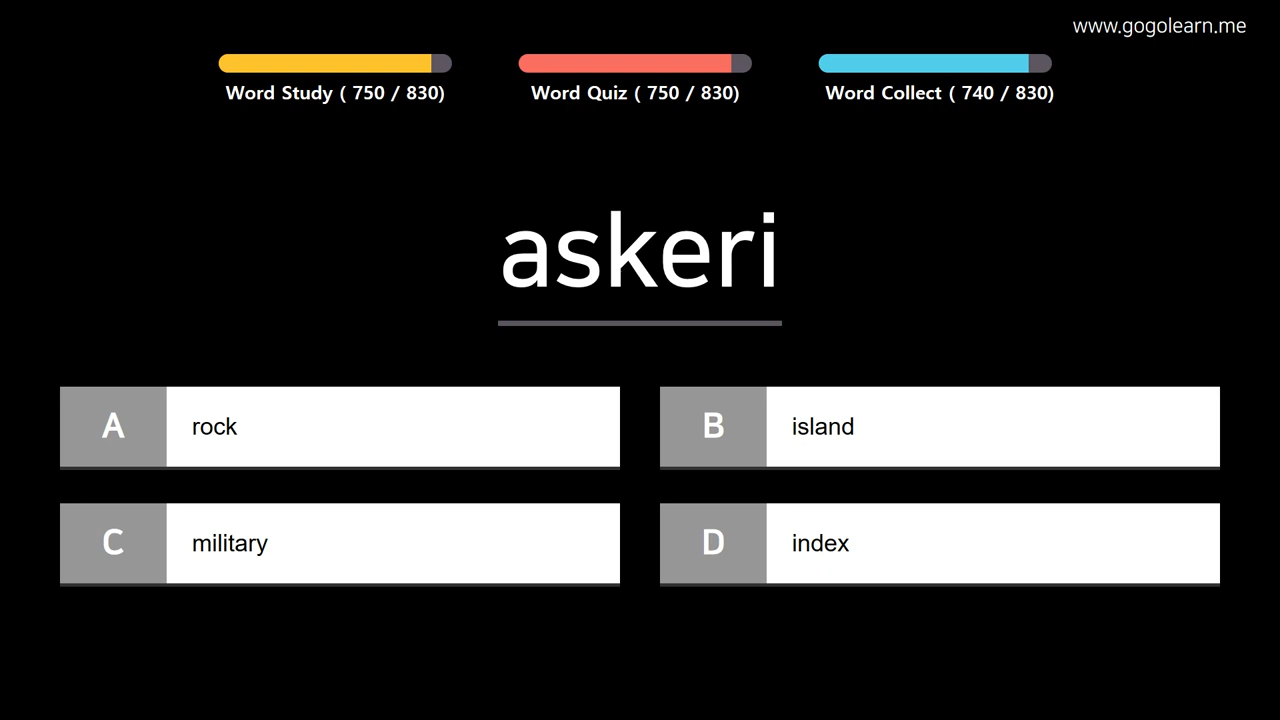 www.gogolearn.me
Word Study ( 750 / 830)
Word Quiz ( 750 / 830)
Word Collect ( 740 / 830)
askeri
A rock
B island
C military
D index